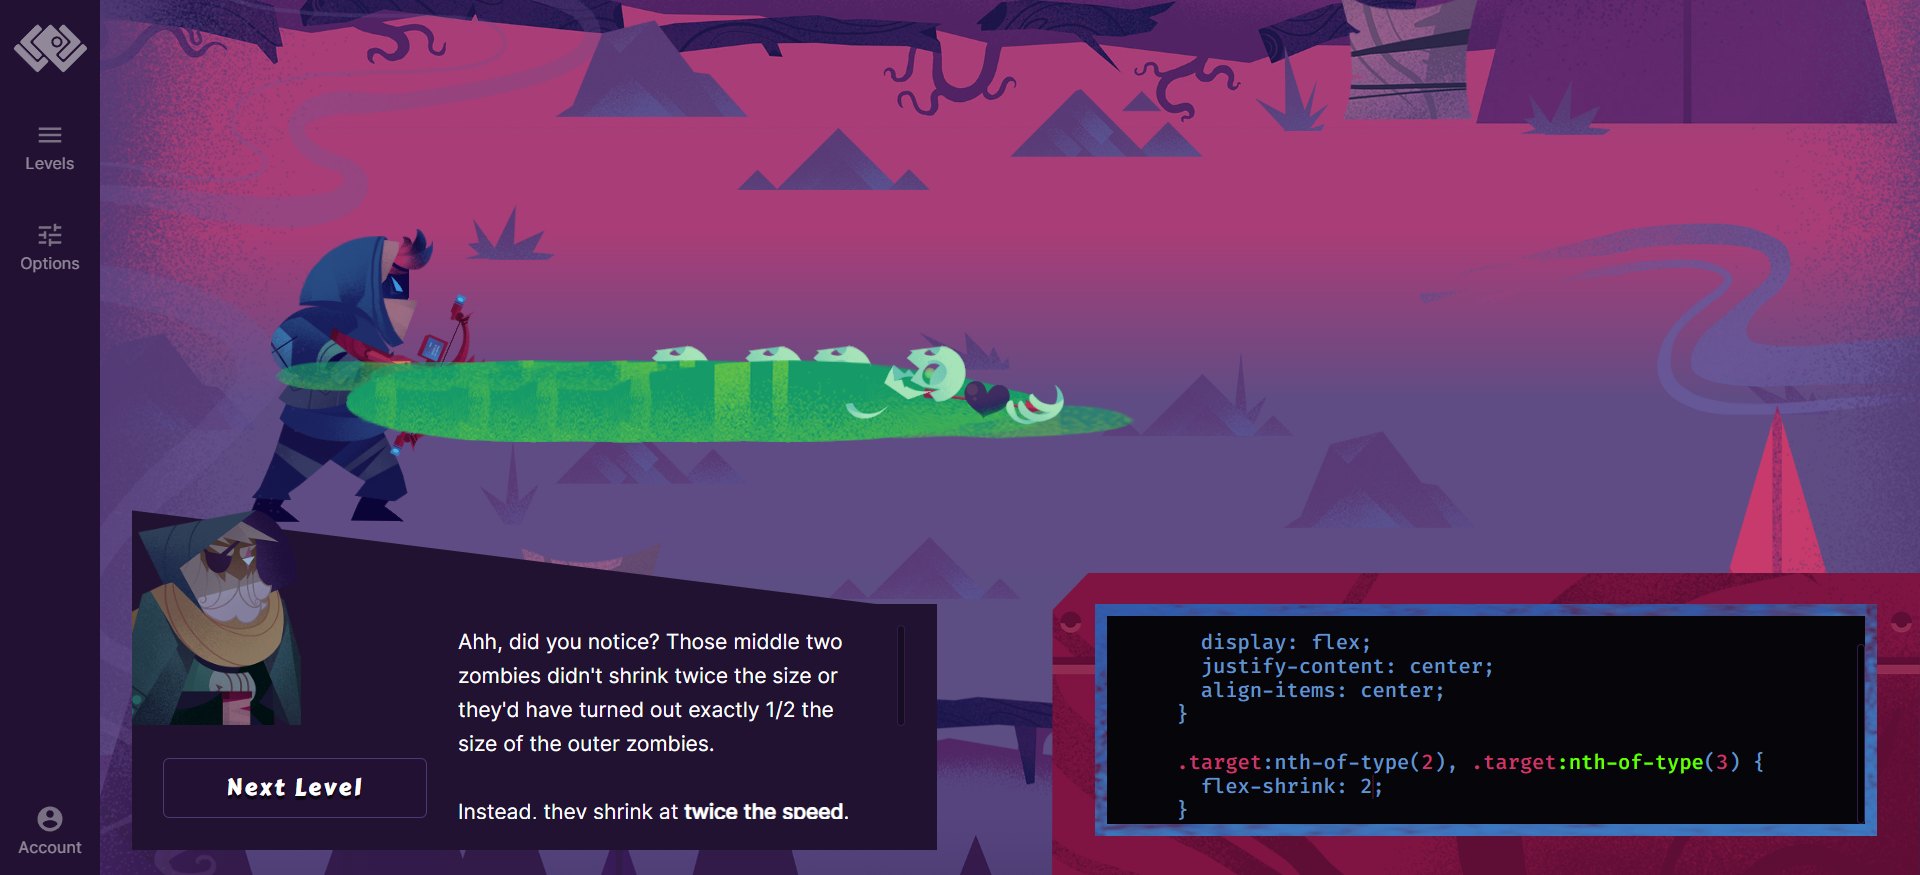 Levels
Options
Account
Ahh, did you notice? Those middle two
zombies didn't shrink twice the size or
they'd have turned out exactly 1/2 the
size of the outer zombies.
Instead, they shrink at twice the speed.
Next Level
display: flex;
justify-content: center;
align-items: center;
}
.target:nth-of-type(2), .target:nth-of-type(3) {
flex-shrink: 2;
}